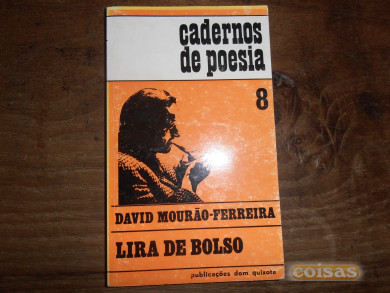 cadernos
de poesia
8
DAVID MOURÃO-FERREIRA
LIRA DE BOLSO
publicações dom quixote
coisas